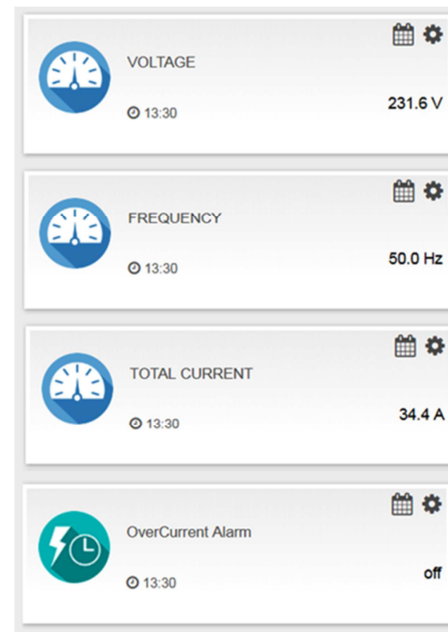 VOLTAGE
13:30
231.6 V
FREQUENCY
13:30
50.0 Hz
TOTAL CURRENT
13:30
34.4 A
OverCurrent Alarm
13:30
off